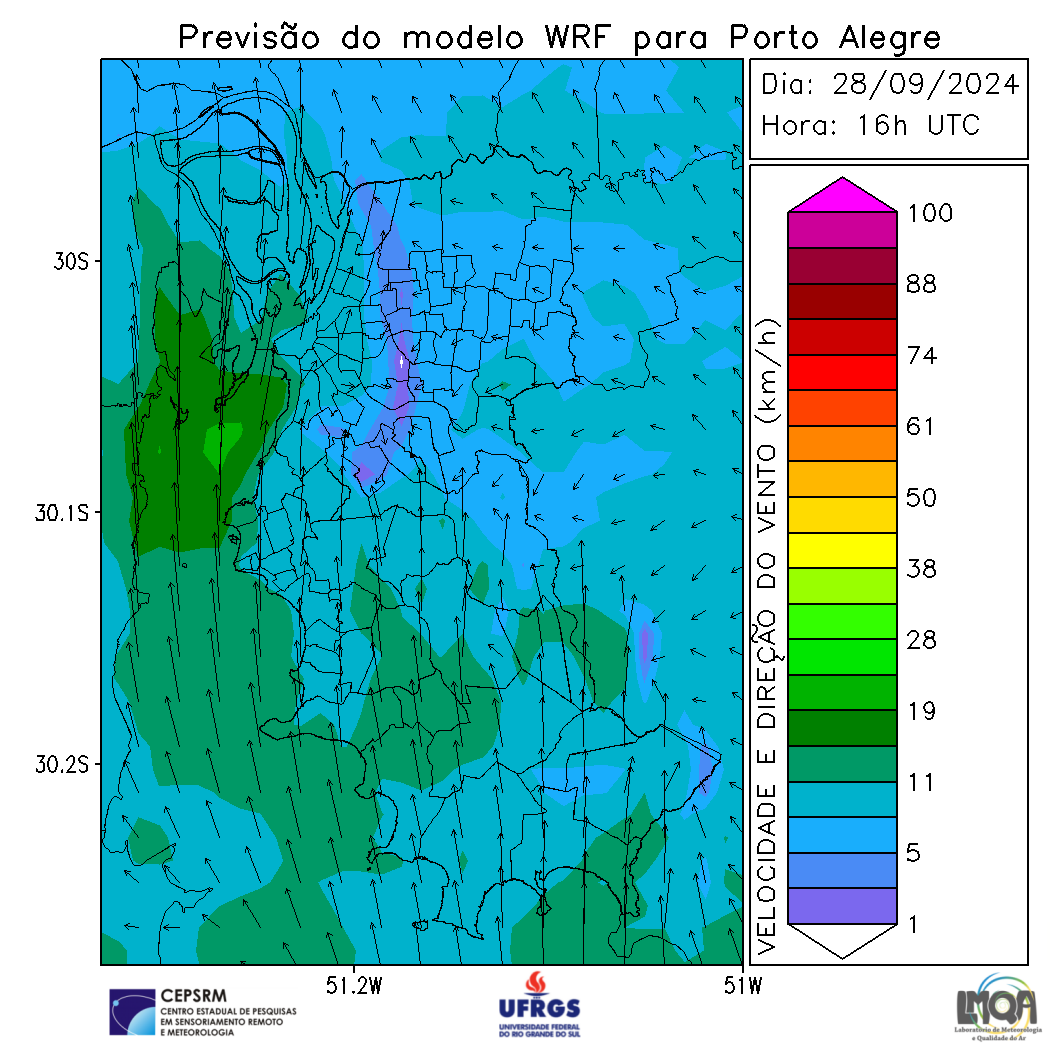 Previsão do modelo WRF para Porto Alegre
Dia: 28/09/2024
Hora: 16h UTC
30S
30.1S
30.2S
51.2W
51W
VELOCIDADE E DIREÇÃO DO VENTO (km/h)
100
88
74
61
50
38
28
19
11
5
1
CEPSRM
CENTRO ESTADUAL DE PESQUISAS
EM SENSORIAMENTO REMOTO
E METEOROLOGIA
UFRGS
UNIVERSIDADE FEDERAL
DO RIO GRANDE DO SUL
LMQA
Laboratório de Meteorologia
e Qualidade do Ar